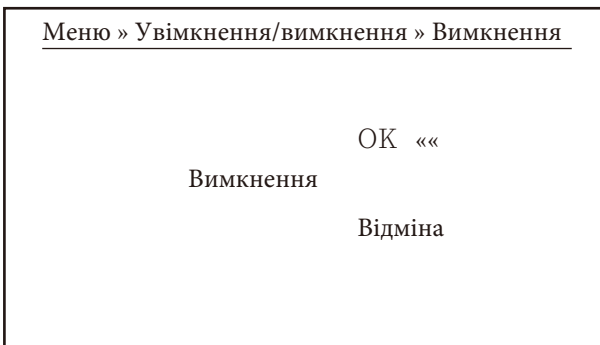 Меню » Увімкнення/вимкнення » Вимкнення
OK ««
Вимкнення
Відміна